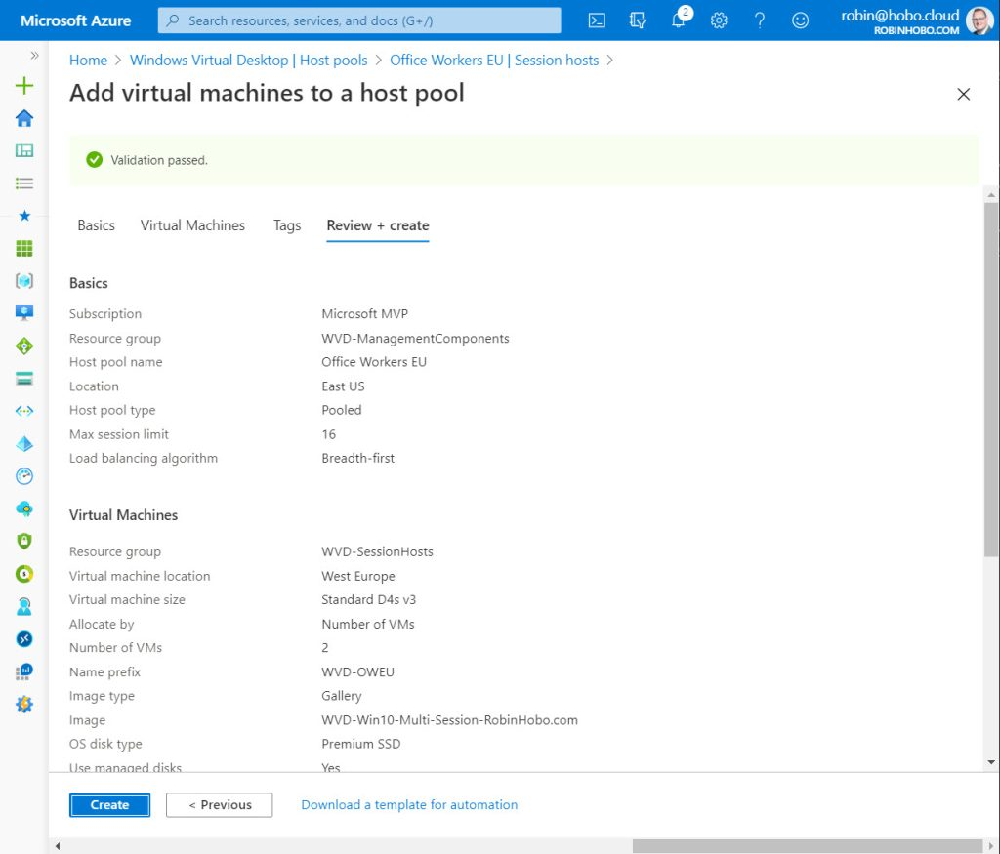 Microsoft Azure
Search resources, services, and docs (G+/)
2
?
robin@hobo.cloud
ROBINHOBO.COM
Home > Windows Virtual Desktop | Host pools > Office Workers EU | Session hosts >
Add virtual machines to a host pool
Validation passed.
Basics Virtual Machines Tags Review + create
Basics
Subscription Microsoft MVP
Resource group WVD-ManagementComponents
Host pool name Office Workers EU
Location East US
Host pool type Pooled
Max session limit 16
Load balancing algorithm Breadth-first
Virtual Machines
Resource group WVD-SessionHosts
Virtual machine location West Europe
Virtual machine size Standard D4s v3
Allocate by Number of VMs
Number of VMs 2
Name prefix WVD-OWEU
Image type Gallery
Image WVD-Win10-Multi-Session-RobinHobo.com
OS disk type Premium SSD
Use managed disks Yes
Create < Previous Download a template for automation